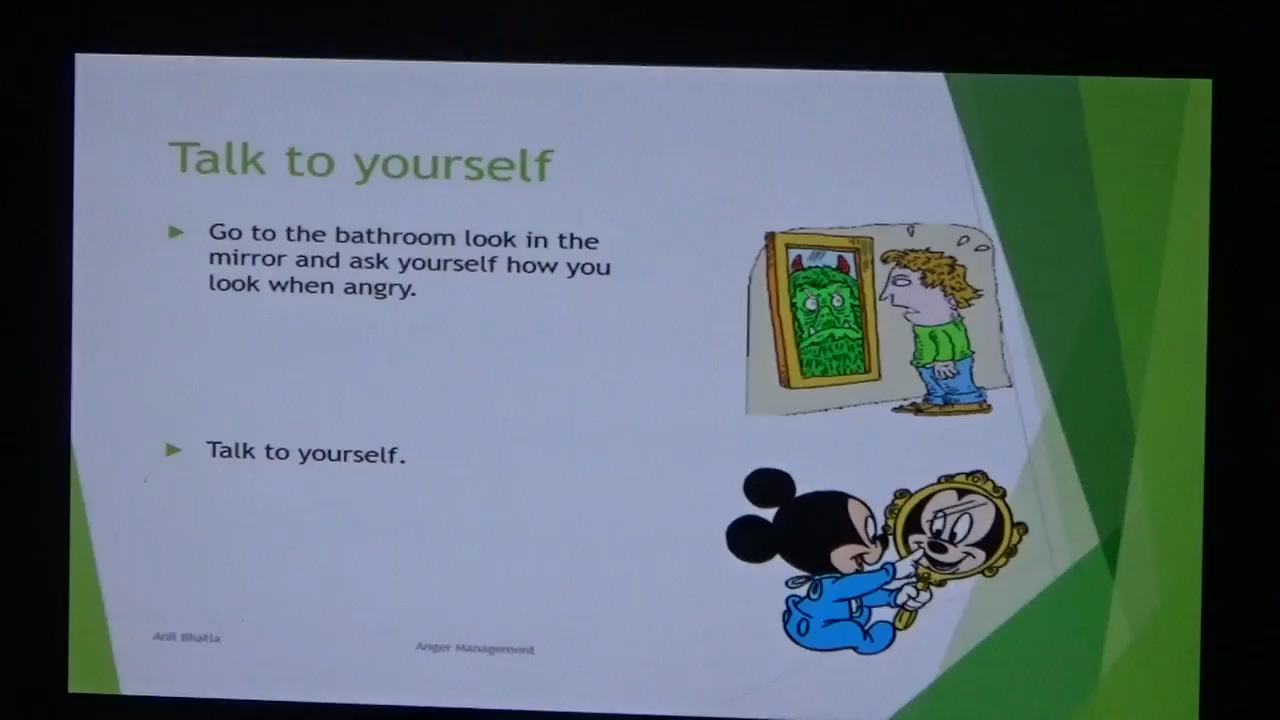 Talk to yourself
Go to the bathroom look in the
mirror and ask yourself how you
look when angry.
Talk to yourself.
Anil Bhatia
Anger Management